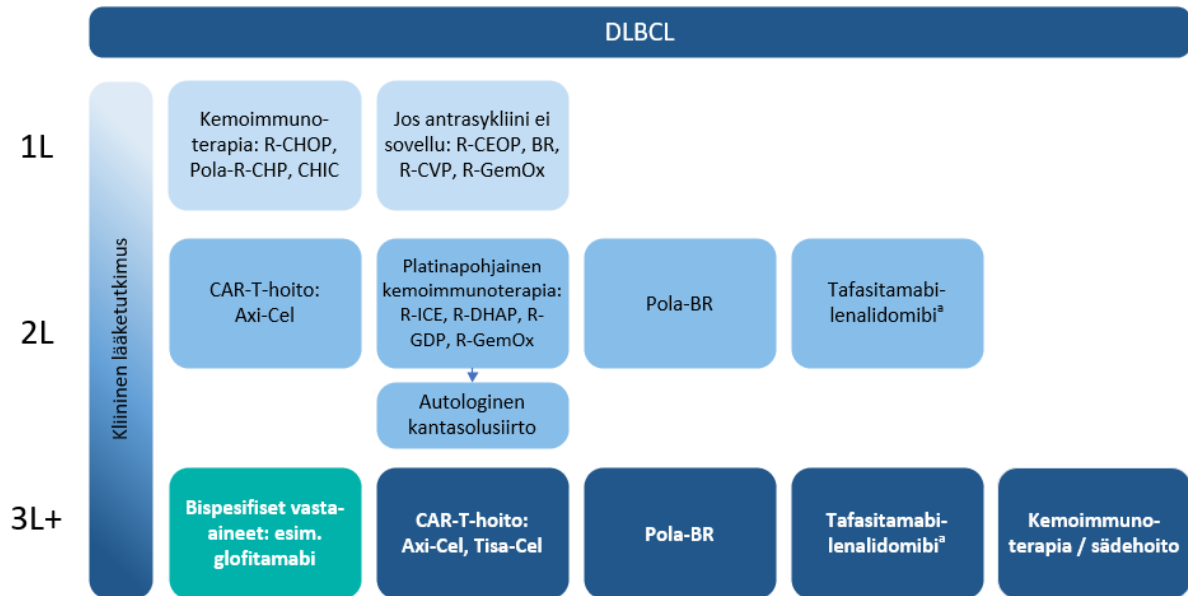 DLBCL
1L
Kliininen lääketutkimus
Kemoimmuno-
terapia: R-CHOP,
Pola-R-CHP, CHIC
Jos antrasykliini ei
sovellu: R-CEOP, BR,
R-CVP, R-GemOx
2L
CAR-T-hoito:
Axi-Cel
Platinapohjainen
kemoimmunoterapia:
R-ICE, R-DHAP, R-
GDP, R-GemOx
Pola-BR
Tafasitamabi-
lenalidomibiª
Autologinen
kantasolusiirto
3L+
Bispesifiset vasta-
aineet: esim.
glofitamabi
CAR-T-hoito:
Axi-Cel, Tisa-Cel
Pola-BR
Tafasitamabi-
lenalidomibiª
Kemoimmuno-
terapia / sädehoito